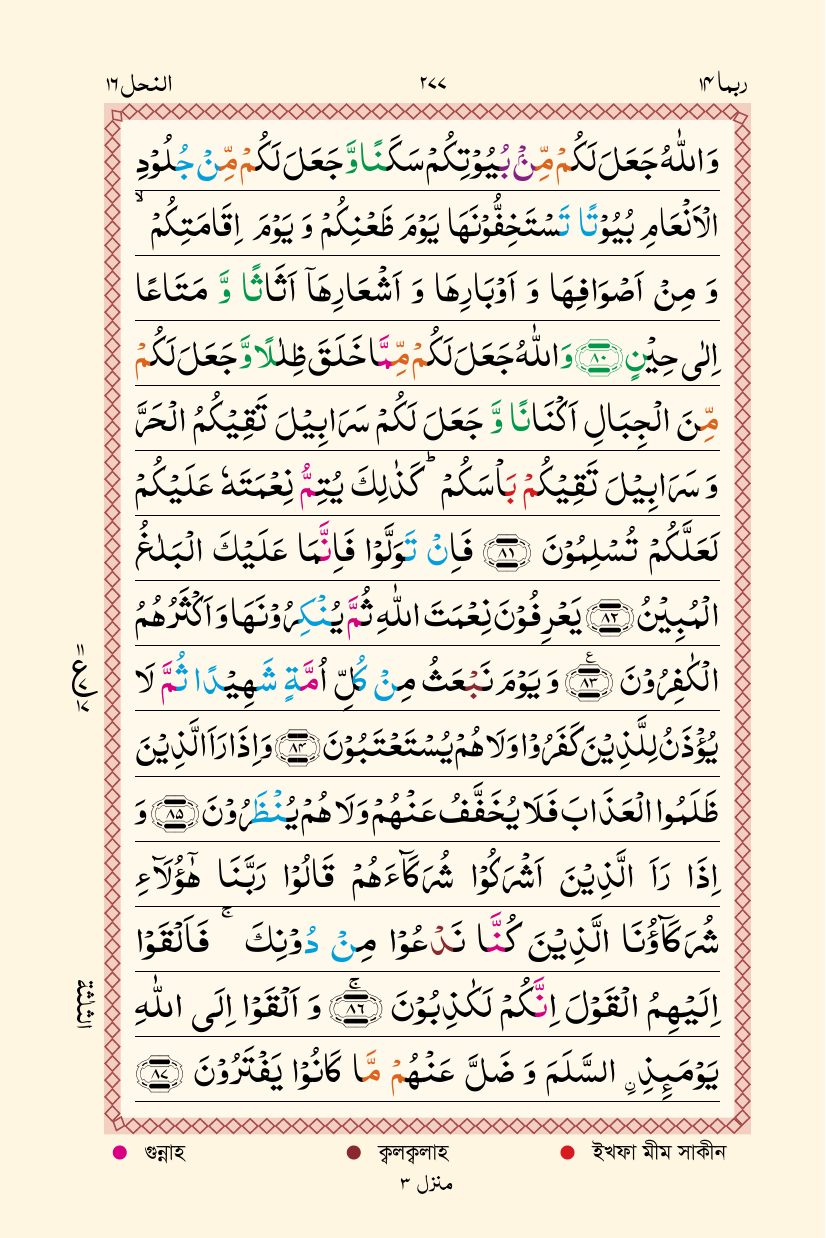 ربما ۱۴ ۲۷۷ النحل ۱۶
وَاللّٰهُ جَعَلَ لَكُمْ مِّنْۢ بُيُوْتِكُمْ سَكَنًا وَّجَعَلَ لَكُمْ مِّنْ جُلُوْدِ
الْاَنْعَامِ بُيُوْتًا تَسْتَخِفُّوْنَهَا يَوْمَ ظَعْنِكُمْ وَ يَوْمَ اِقَامَتِكُمْ ۙ
وَ مِنْ اَصْوَافِهَا وَ اَوْبَارِهَا وَ اَشْعَارِهَاۤ اَثَاثًا وَّ مَتَاعًا
اِلٰى حِيْنٍ ﴿۸۰﴾ وَاللّٰهُ جَعَلَ لَكُمْ مِّمَّا خَلَقَ ظِلٰلًا وَّجَعَلَ لَكُمْ
مِّنَ الْجِبَالِ اَكْنَانًا وَّ جَعَلَ لَكُمْ سَرَابِيْلَ تَقِيْكُمُ الْحَرَّ
وَ سَرَابِيْلَ تَقِيْكُمْ بَاْسَكُمْ ؕ كَذٰلِكَ يُتِمُّ نِعْمَتَهٗ عَلَيْكُمْ
لَعَلَّكُمْ تُسْلِمُوْنَ ﴿۸۱﴾ فَاِنْ تَوَلَّوْا فَاِنَّمَا عَلَيْكَ الْبَلٰغُ
الْمُبِيْنُ ﴿۸۲﴾ يَعْرِفُوْنَ نِعْمَتَ اللّٰهِ ثُمَّ يُنْكِرُوْنَهَا وَاَكْثَرُهُمُ
الْكٰفِرُوْنَ ﴿۸۳﴾ وَ يَوْمَ نَبْعَثُ مِنْ كُلِّ اُمَّةٍ شَهِيْدًا ثُمَّ لَا
يُؤْذَنُ لِلَّذِيْنَ كَفَرُوْا وَلَا هُمْ يُسْتَعْتَبُوْنَ ﴿۸۴﴾ وَاِذَا رَاَ الَّذِيْنَ
ظَلَمُوا الْعَذَابَ فَلَا يُخَفَّفُ عَنْهُمْ وَلَا هُمْ يُنْظَرُوْنَ ﴿۸۵﴾ وَ
اِذَا رَاَ الَّذِيْنَ اَشْرَكُوْا شُرَكَآءَهُمْ قَالُوْا رَبَّنَا هٰۤؤُلَآءِ
شُرَكَآؤُنَا الَّذِيْنَ كُنَّا نَدْعُوْا مِنْ دُوْنِكَ ۚ فَاَلْقَوْا
اِلَيْهِمُ الْقَوْلَ اِنَّكُمْ لَكٰذِبُوْنَ ﴿۸۶﴾ۚ وَ اَلْقَوْا اِلَى اللّٰهِ
يَوْمَئِذِ ۣالسَّلَمَ وَ ضَلَّ عَنْهُمْ مَّا كَانُوْا يَفْتَرُوْنَ ﴿۸۷﴾
الثلثة
গুন্নাহ ক্বলক্বলাহ ইখফা মীম সাকীন
منزل ۳